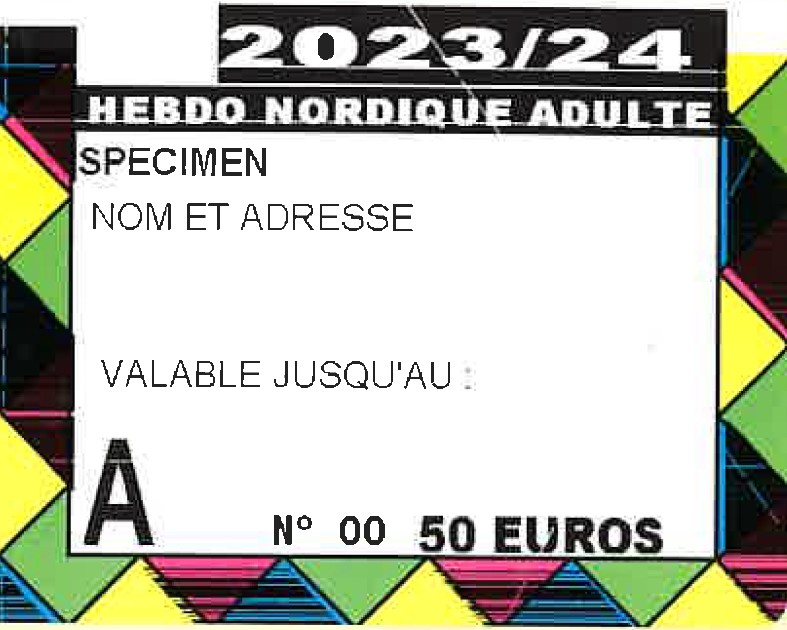 2023/24
HEBDO NORDIQUE ADULTE
SPECIMEN
NOM ET ADRESSE
VALABLE JUSQU'AU :
A
N° 00 50 EUROS